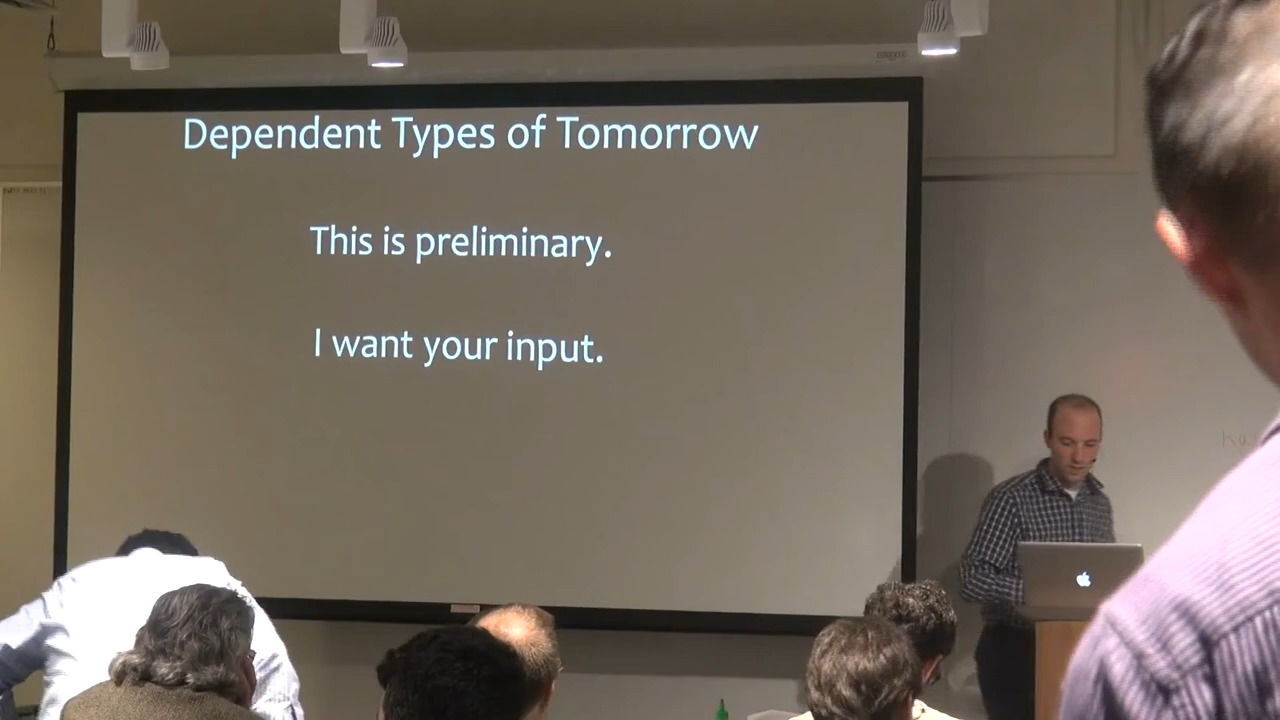 Dependent Types of Tomorrow
This is preliminary.
I want your input.